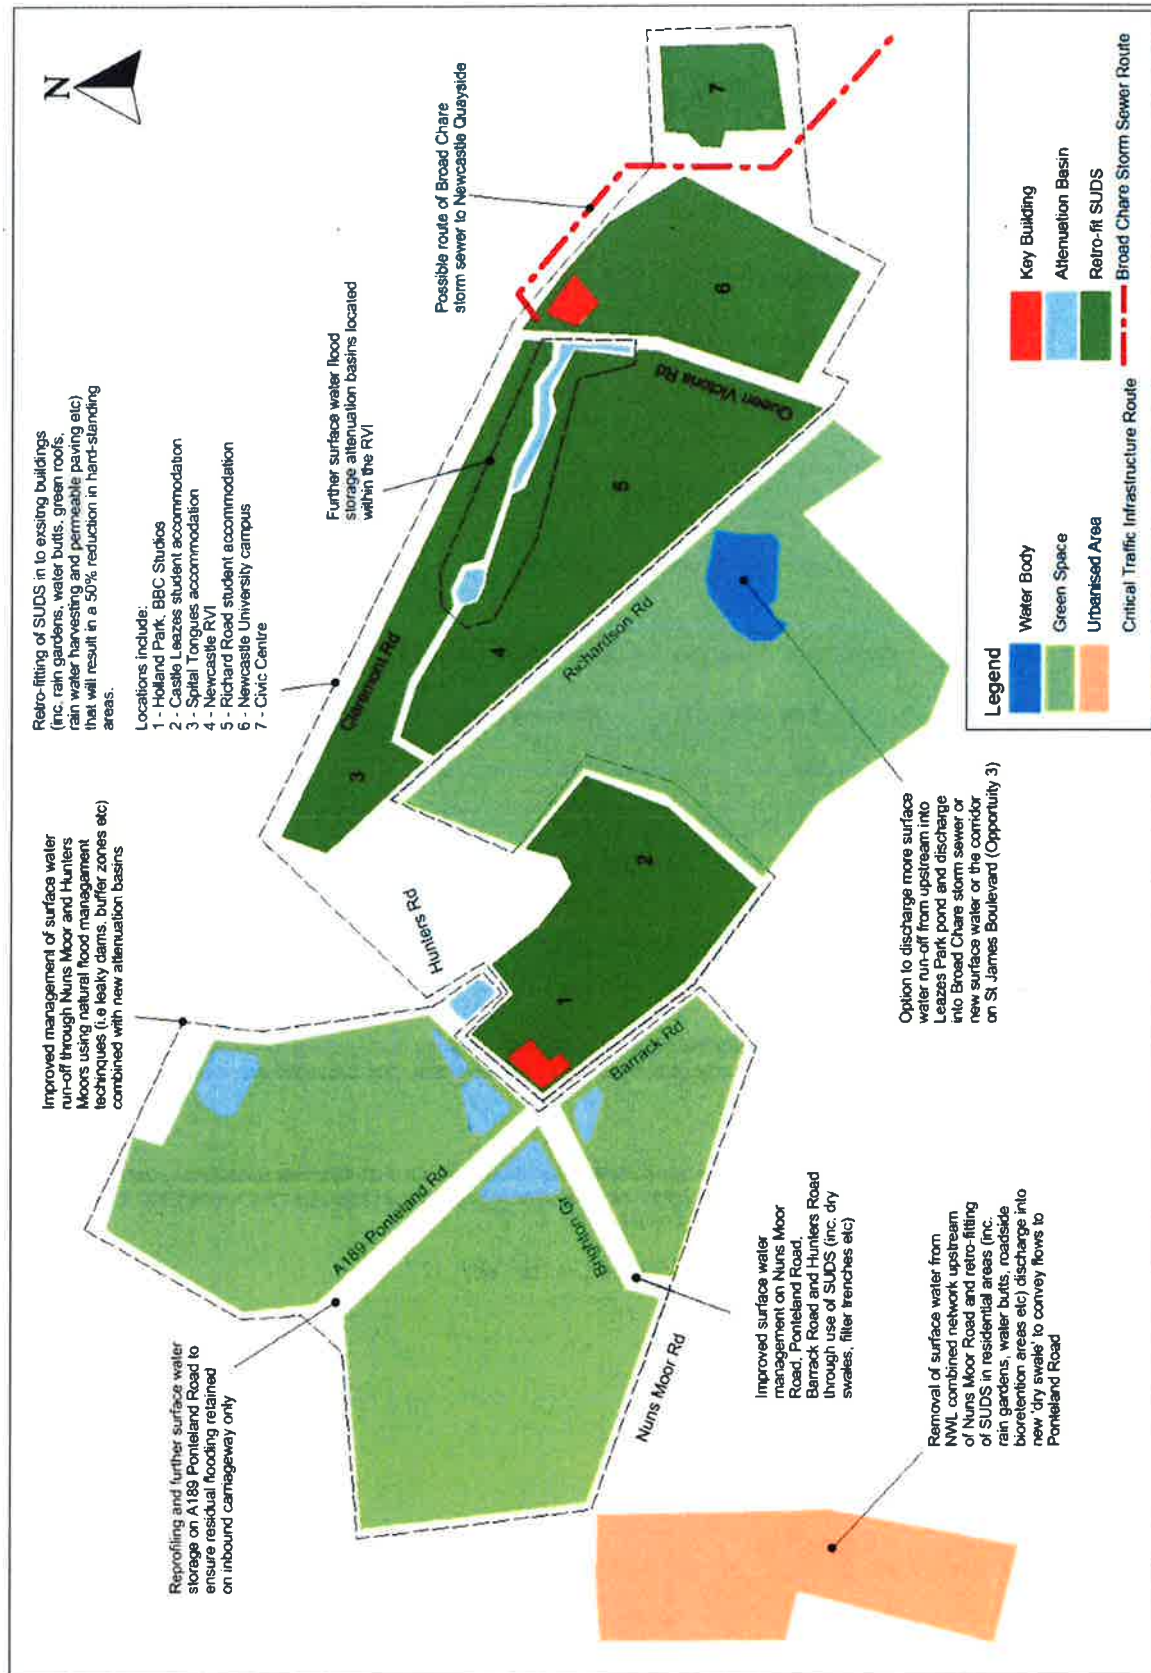 N
Retro-fitting of SUDS in to exsiting buildings
(inc. rain gardens, water butts, green roofs,
rain water harvesting and permeable paving etc)
that will result in a 50% reduction in hard-standing
areas.
Locations include:
1 - Holland Park, BBC Studios
2 - Castle Leazes student accommodation
3 - Spital Tongues accommodation
4 - Newcastle RVI
5 - Richard Road student accommodation
6 - Newcastle University campus
7 - Civic Centre
Improved management of surface water
run-off through Nuns Moor and Hunters
Moors using natural flood management
techinques (i.e leaky dams, buffer zones etc)
combined with new attenuation basins
Reprofiling and further surface water
storage on A189 Ponteland Road to
ensure residual flooding retained
on inbound carriageway only
Further surface water flood
storage attenuation basins located
within the RVI
Possible route of Broad Chare
storm sewer to Newcastle Quayside
A189 Ponteland Rd
Hunters Rd
Claremont Rd
Brighton Gr
Barrack Rd
Richardson Rd
Queen Victoria Rd
Nuns Moor Rd
1
2
3
4
5
6
7
Improved surface water
management on Nuns Moor
Road, Ponteland Road,
Barrack Road and Hunters Road
through use of SUDS (inc. dry
swales, filter trenches etc)
Removal of surface water from
NWL combined network upstream
of Nuns Moor Road and retro-fitting
of SUDS in residential areas (inc.
rain gardens, water butts, roadside
bioretention areas etc) discharge into
new 'dry swale' to convey flows to
Ponteland Road
Option to discharge more surface
water run-off from upstream into
Leazes Park pond and discharge
into Broad Chare storm sewer or
new surface water or the corridor
on St James Boulevard (Opportuity 3)
Legend
Water Body
Green Space
Urbanised Area
Critical Traffic Infrastructure Route
Key Building
Attenuation Basin
Retro-fit SUDS
Broad Chare Storm Sewer Route